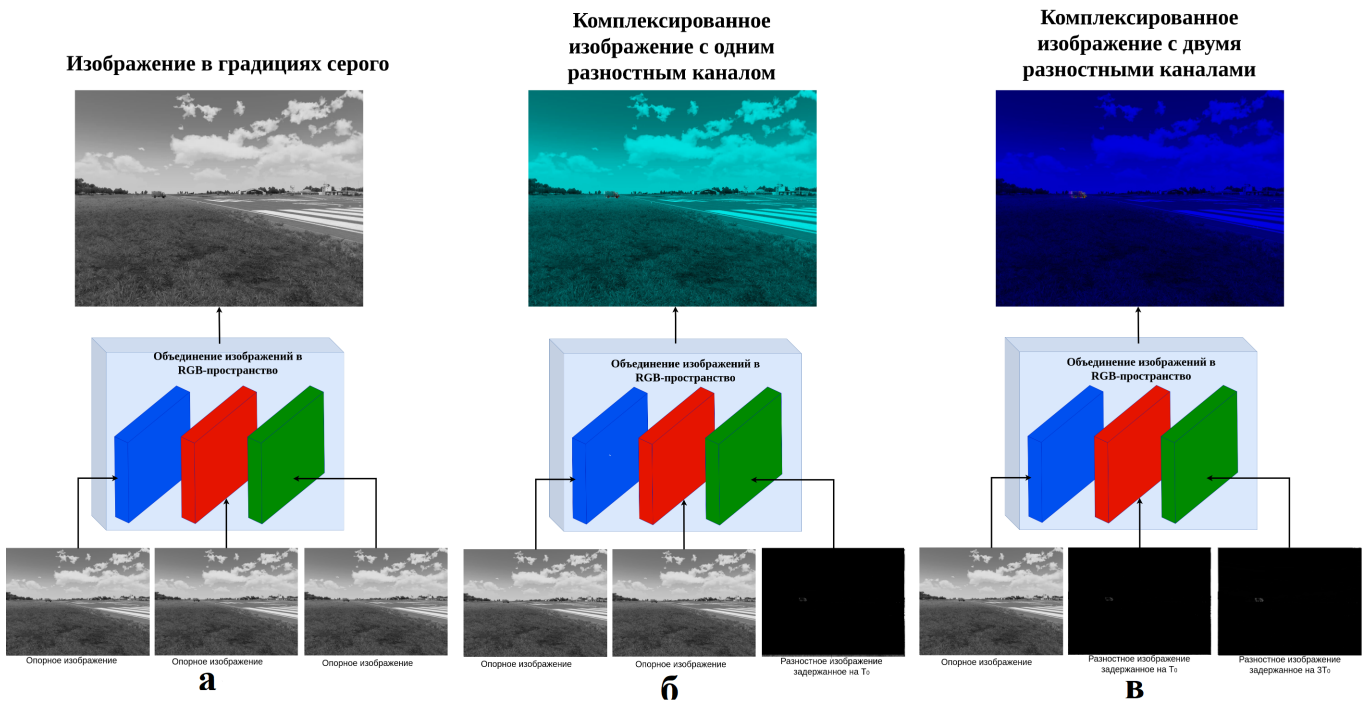 Изображение в градициях серого
Объединение изображений в
RGB-пространство
Опорное изображение
Опорное изображение
Опорное изображение
а
Комплексированное
изображение с одним
разностным каналом
Объединение изображений в
RGB-пространство
Опорное изображение
Опорное изображение
Разностное изображение
задержанное на T₀
б
Комплексированное
изображение с двумя
разностными каналами
Объединение изображений в
RGB-пространство
Опорное изображение
Разностное изображение
задержанное на T₀
Разностное изображение
задержанное на 3T₀
в